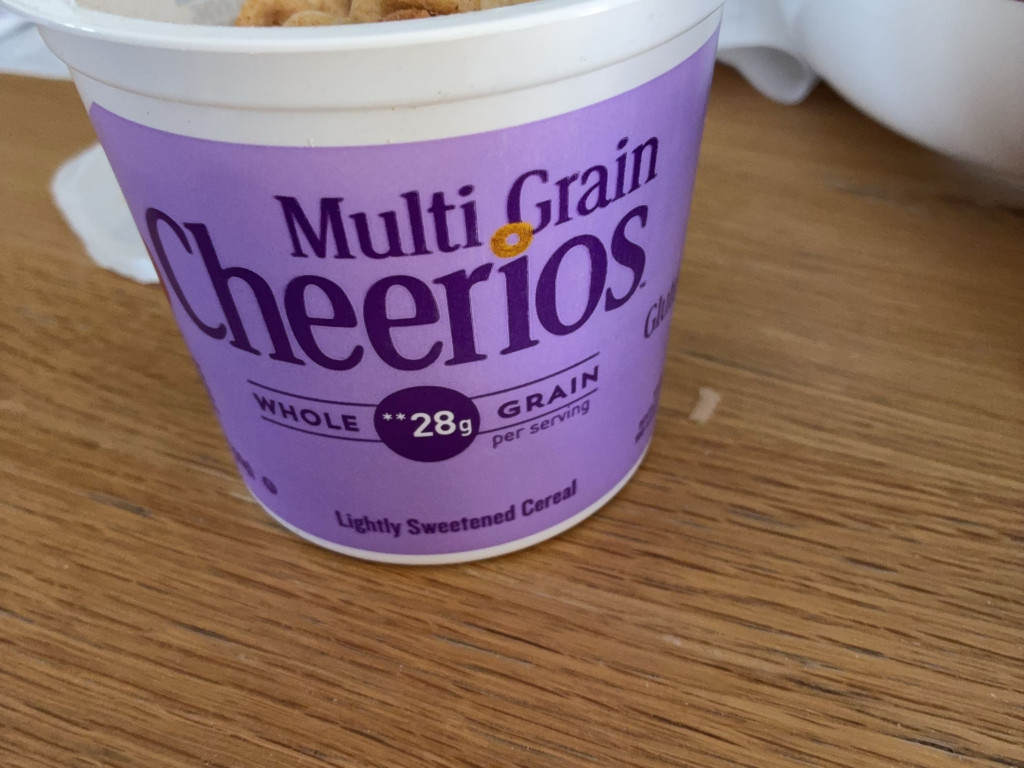 Multi Grain
Cheerios
WHOLE **28g GRAIN
per serving
Lightly Sweetened Cereal